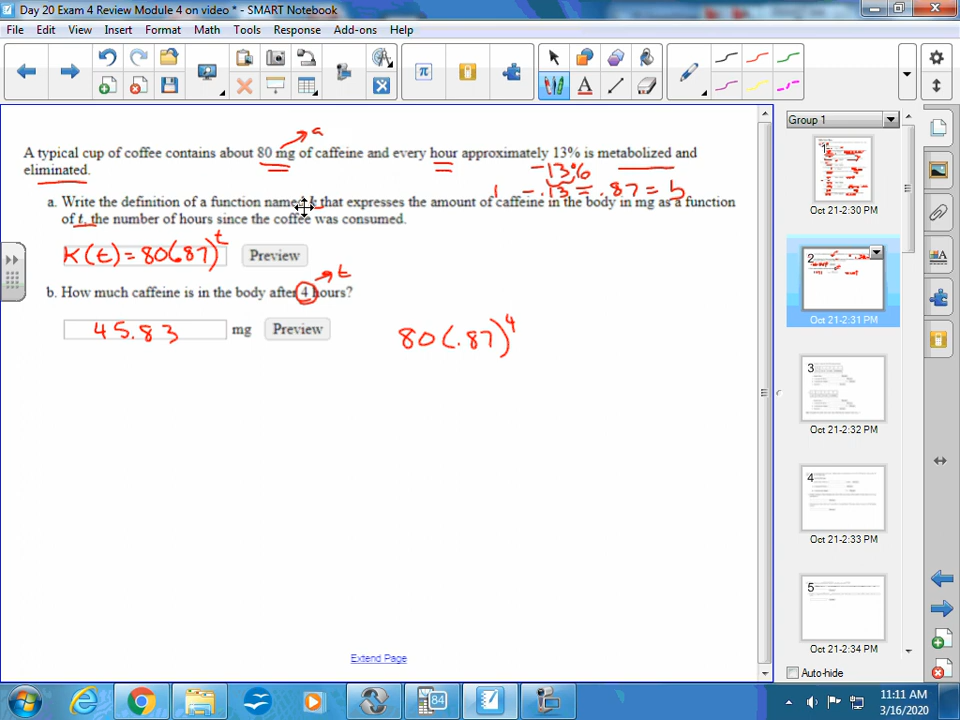 Day 20 Exam 4 Review Module 4 on video * - SMART Notebook
File Edit View Insert Format Math Tools Response Add-ons Help
Group 1
a
A typical cup of coffee contains about 80 mg of caffeine and every hour approximately 13% is metabolized and
eliminated.
-13%
1 - .13 = .87 = b
a. Write the definition of a function named k that expresses the amount of caffeine in the body in mg as a function
of t, the number of hours since the coffee was consumed.
K(t) = 80(.87)^t Preview
t
b. How much caffeine is in the body after 4 hours?
45.83 mg Preview 80(.87)^4
Extend Page
1
Oct 21-2:30 PM
2
Oct 21-2:31 PM
3
Oct 21-2:32 PM
4
Oct 21-2:33 PM
5
Oct 21-2:34 PM
Auto-hide
84
11:11 AM
3/16/2020